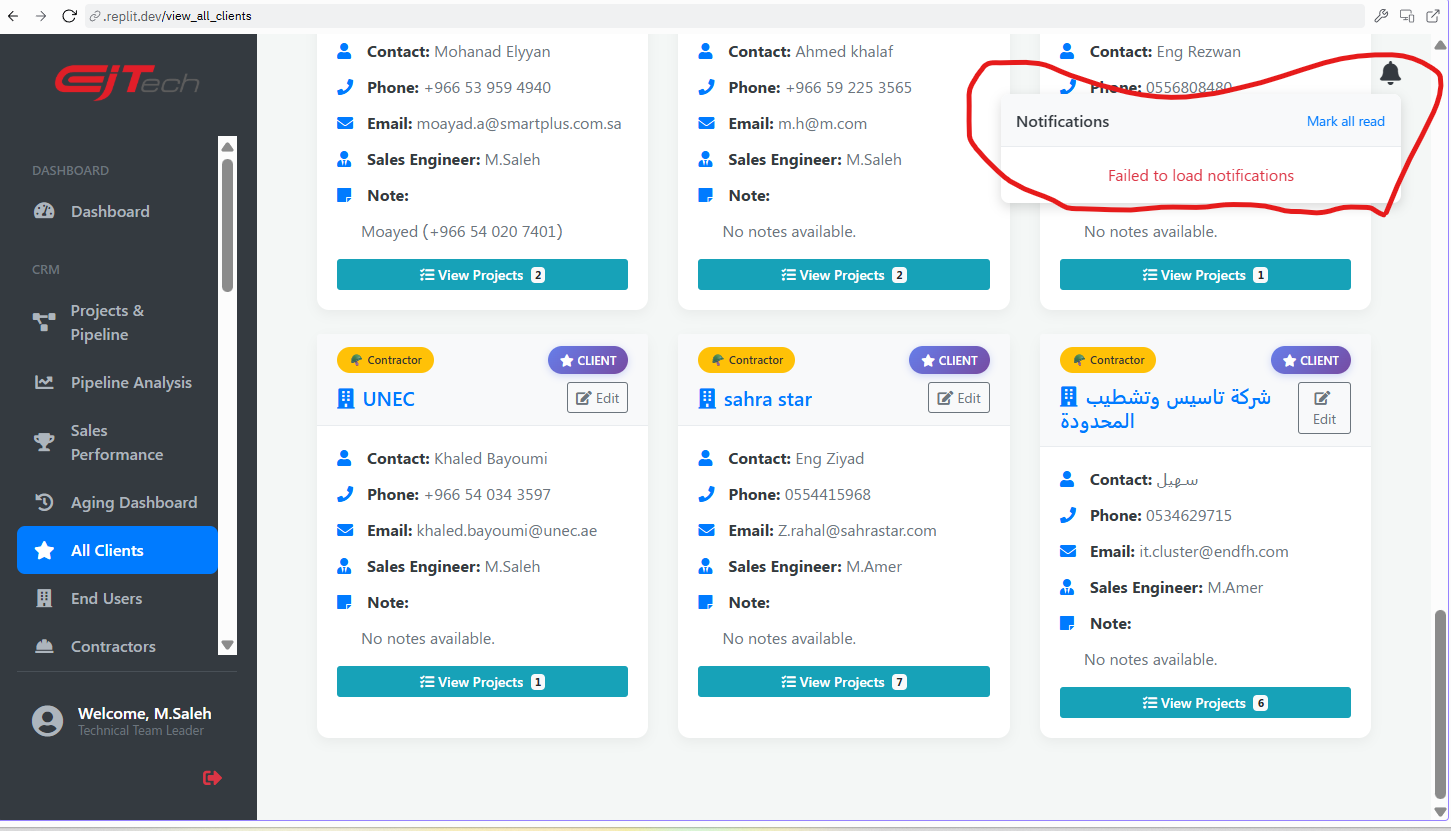 .replit.dev/view_all_clients
EJTech
DASHBOARD
Dashboard
CRM
Projects &
Pipeline
Pipeline Analysis
Sales
Performance
Aging Dashboard
All Clients
End Users
Contractors
Welcome, M.Saleh
Technical Team Leader
Contact: Mohanad Elyyan
Phone: +966 53 959 4940
Email: moayad.a@smartplus.com.sa
Sales Engineer: M.Saleh
Note:
Moayed (+966 54 020 7401)
View Projects 2
Contact: Ahmed khalaf
Phone: +966 59 225 3565
Email: m.h@m.com
Sales Engineer: M.Saleh
Note:
No notes available.
View Projects 2
Contact: Eng Rezwan
Phone: 0556808480
Notifications
Mark all read
Failed to load notifications
No notes available.
View Projects 1
Contractor
CLIENT
UNEC
Edit
Contact: Khaled Bayoumi
Phone: +966 54 034 3597
Email: khaled.bayoumi@unec.ae
Sales Engineer: M.Saleh
Note:
No notes available.
View Projects 1
Contractor
CLIENT
sahra star
Edit
Contact: Eng Ziyad
Phone: 0554415968
Email: Z.rahal@sahrastar.com
Sales Engineer: M.Amer
Note:
No notes available.
View Projects 7
Contractor
CLIENT
شركة تاسيس وتشطيب
المحدودة
Edit
Contact: سهيل
Phone: 0534629715
Email: it.cluster@endfh.com
Sales Engineer: M.Amer
Note:
No notes available.
View Projects 6